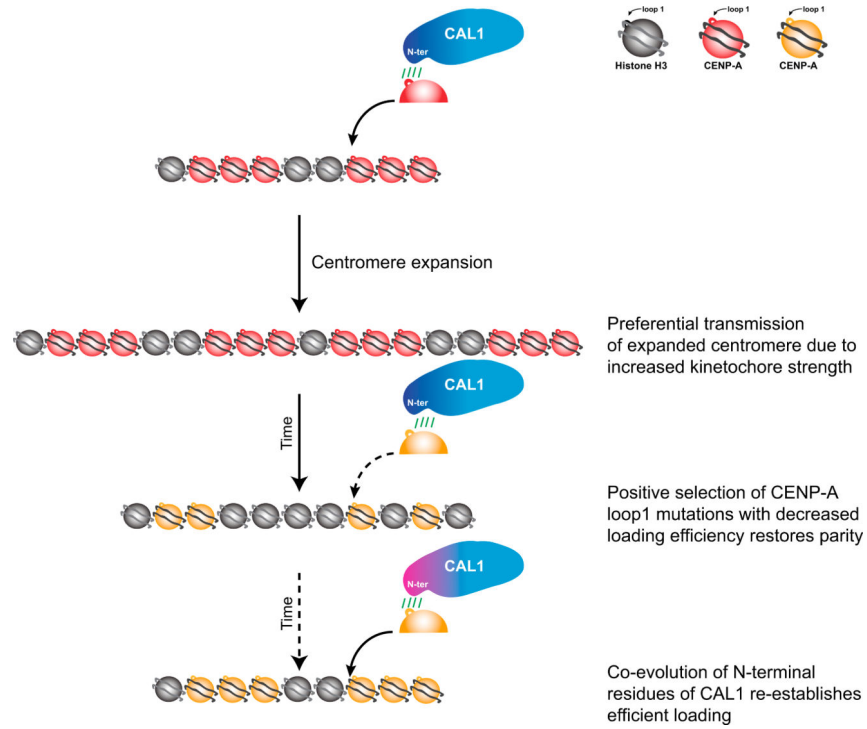 CAL1
N-ter
loop 1
loop 1
loop 1
Histone H3
CENP-A
CENP-A
Centromere expansion
Preferential transmission
of expanded centromere due to
increased kinetochore strength
CAL1
N-ter
Time
Positive selection of CENP-A
loop1 mutations with decreased
loading efficiency restores parity
CAL1
N-ter
Time
Co-evolution of N-terminal
residues of CAL1 re-establishes
efficient loading